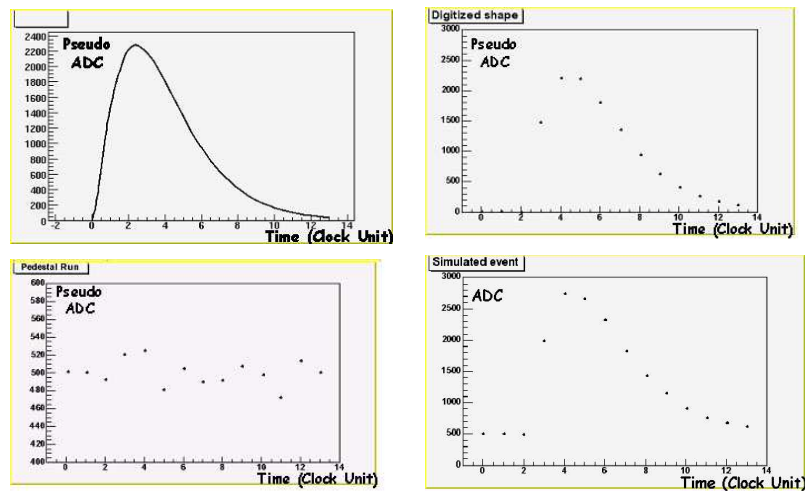 2400
2200
2000
1800
1600
1400
1200
1000
800
600
400
200
0
Pseudo
ADC
-2 0 2 4 6 8 10 12 14
Time (Clock Unit)
Digitized shape
3000
2500
2000
1500
1000
500
0
Pseudo
ADC
0 2 4 6 8 10 12 14
Time (Clock Unit)
Pedestal Run
600
580
560
540
520
500
480
460
440
420
400
Pseudo
ADC
0 2 4 6 8 10 12 14
Time (Clock Unit)
Simulated event
3000
2500
2000
1500
1000
500
0
ADC
0 2 4 6 8 10 12 14
Time (Clock Unit)